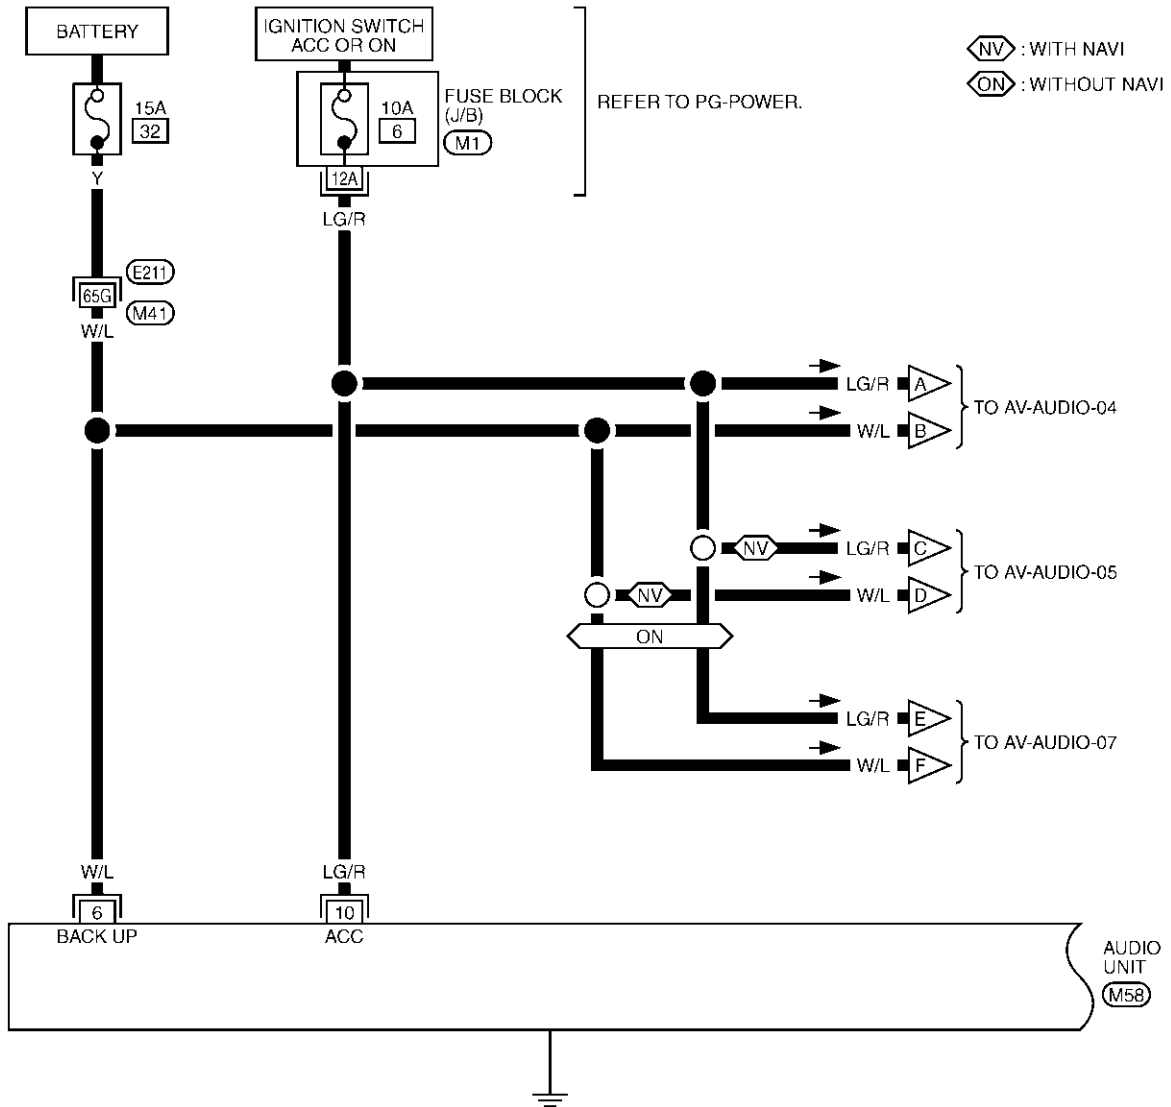 BATTERY
IGNITION SWITCH
ACC OR ON
NV : WITH NAVI
ON : WITHOUT NAVI
15A
32
10A
6
FUSE BLOCK
(J/B)
M1
REFER TO PG-POWER.
12A
Y
LG/R
E211
65G
M41
W/L
LG/R A
TO AV-AUDIO-04
W/L B
NV LG/R C
TO AV-AUDIO-05
NV W/L D
ON
LG/R E
TO AV-AUDIO-07
W/L F
W/L
LG/R
6
10
BACK UP
ACC
AUDIO
UNIT
M58